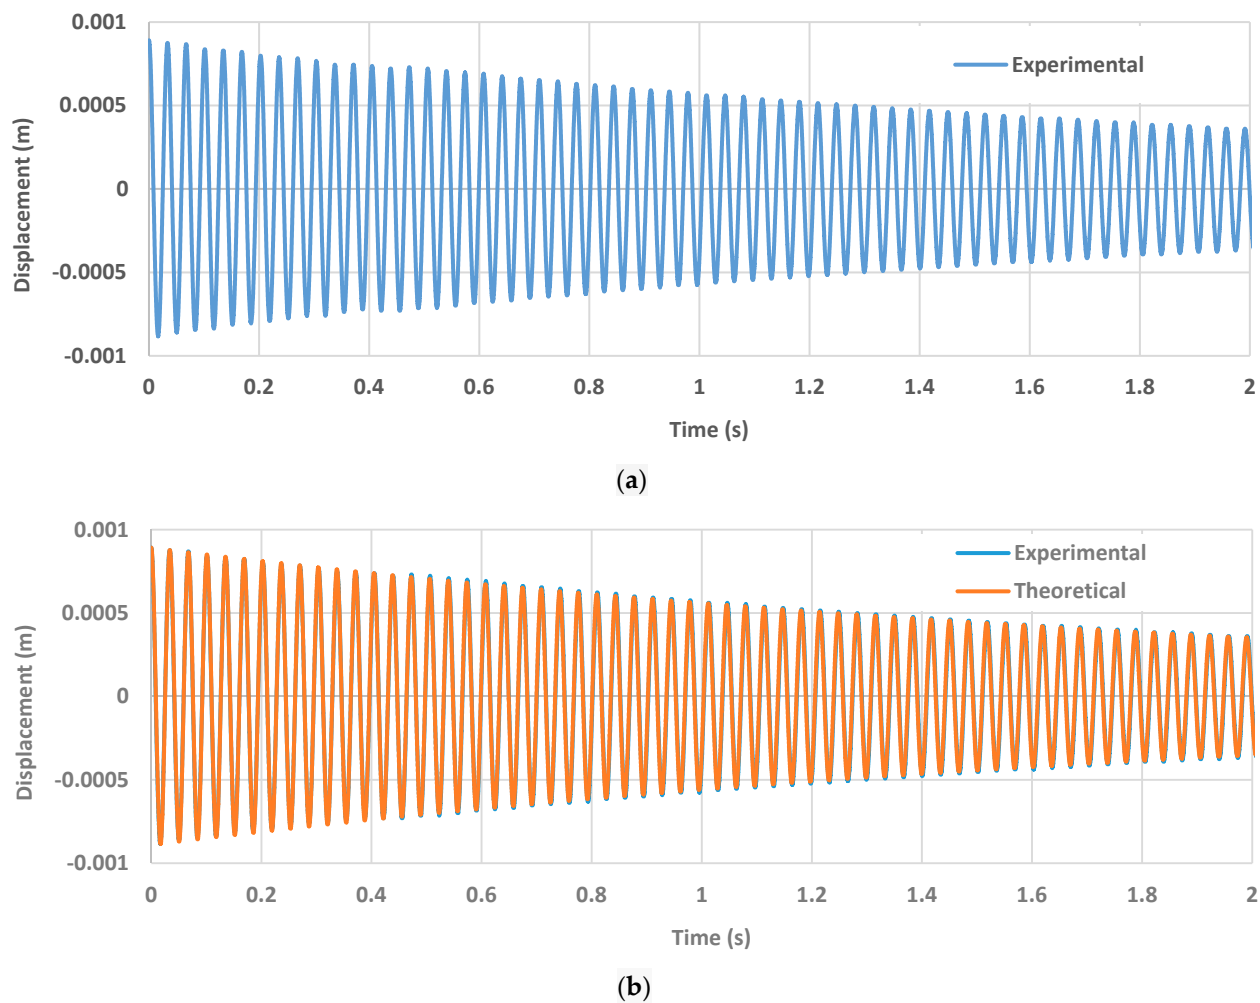 0.001
Experimental
0.0005
Displacement (m)
0
-0.0005
-0.001
0 0.2 0.4 0.6 0.8 1 1.2 1.4 1.6 1.8 2
Time (s)
(a)
0.001
Experimental
Theoretical
0.0005
Displacement (m)
0
-0.0005
-0.001
0 0.2 0.4 0.6 0.8 1 1.2 1.4 1.6 1.8 2
Time (s)
(b)